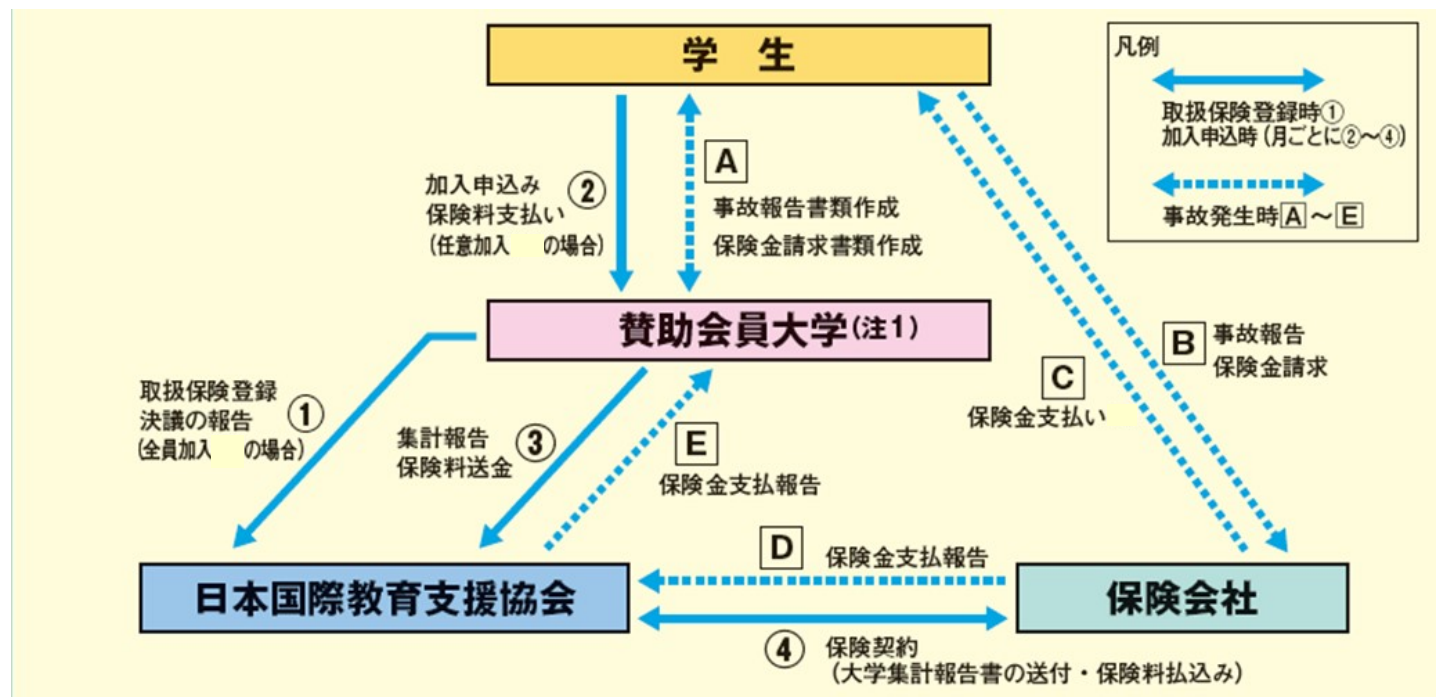 学 生
凡例
取扱保険登録時①
加入申込時(月ごとに②～④)
事故発生時A～E
加入申込み
保険料支払い
(任意加入 の場合)
②
A
事故報告書類作成
保険金請求書類作成
賛助会員大学(注1)
B
事故報告
保険金請求
C
保険金支払い
取扱保険登録
決議の報告
(全員加入 の場合)
①
集計報告
保険料送金
③
E
保険金支払報告
D
保険金支払報告
日本国際教育支援協会
保険会社
④
保険契約
(大学集計報告書の送付・保険料払込み)